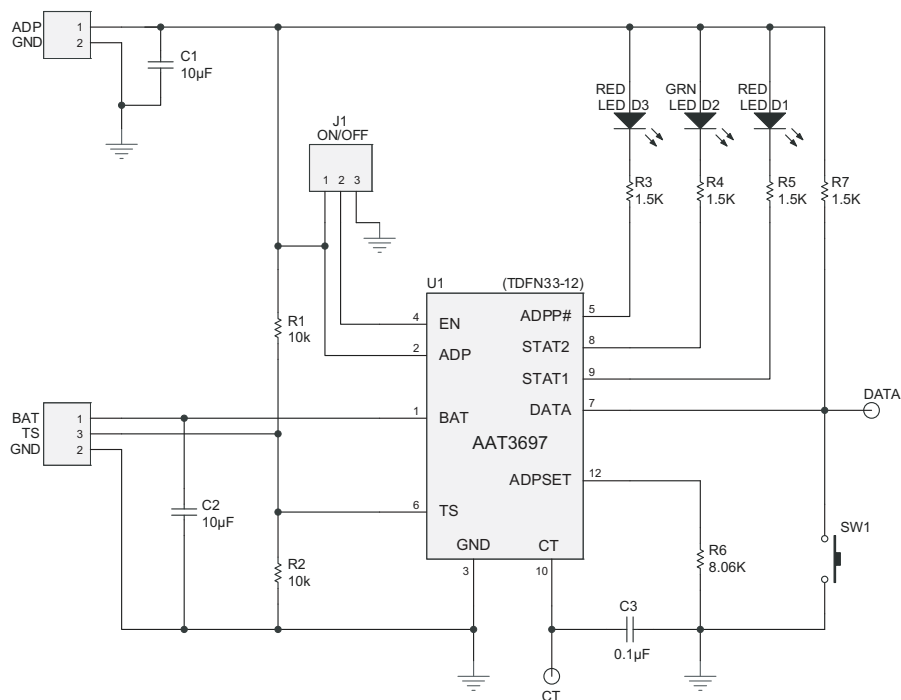 ADP 1
GND 2
C1
10µF
J1
ON/OFF
1 2 3
RED
LED D3
GRN
LED D2
RED
LED D1
R3
1.5K
R4
1.5K
R5
1.5K
R7
1.5K
U1 (TDFN33-12)
R1
10k
4 EN
2 ADP
1 BAT
6 TS
ADPP# 5
STAT2 8
STAT1 9
DATA 7
ADPSET 12
AAT3697
GND
3
CT
10
DATA
BAT 1
TS 3
GND 2
C2
10µF
R2
10k
R6
8.06K
SW1
C3
0.1µF
CT